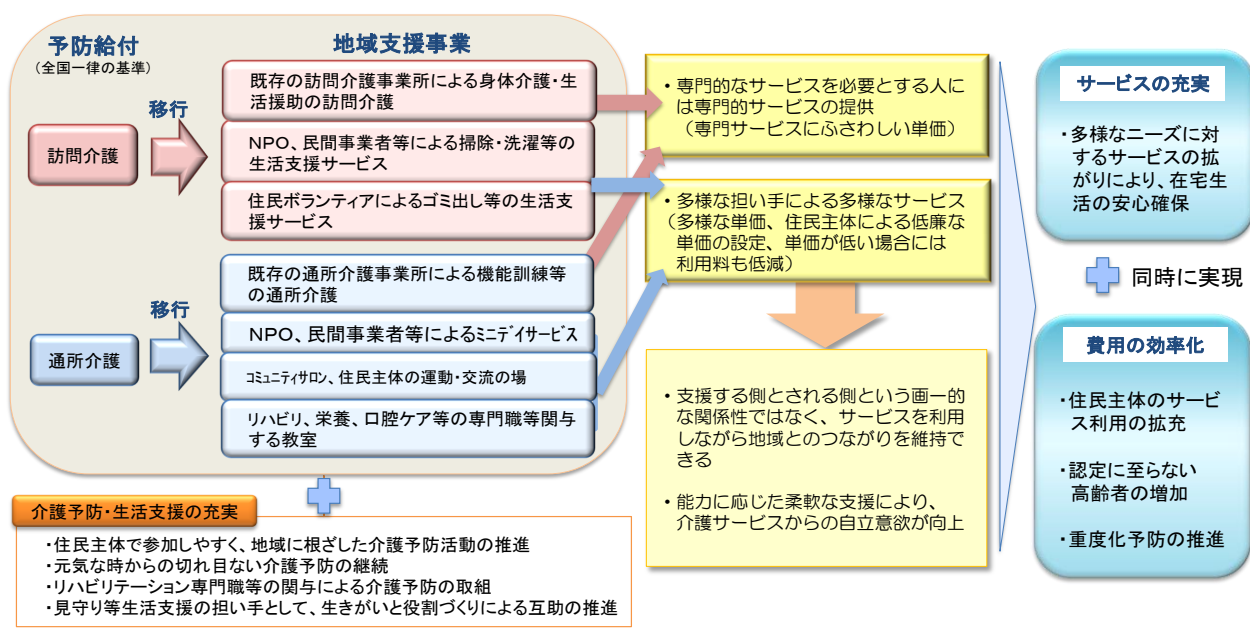 予防給付
(全国一律の基準)
地域支援事業
移行
訪問介護
既存の訪問介護事業所による身体介護・生
活援助の訪問介護
NPO、民間事業者等による掃除・洗濯等の
生活支援サービス
住民ボランティアによるゴミ出し等の生活支
援サービス
移行
通所介護
既存の通所介護事業所による機能訓練等
の通所介護
NPO、民間事業者等によるﾐﾆﾃﾞｲｻｰﾋﾞｽ
ｺﾐｭﾆﾃｨｻﾛﾝ、住民主体の運動・交流の場
リハビリ、栄養、口腔ケア等の専門職等関与
する教室
介護予防・生活支援の充実
・住民主体で参加しやすく、地域に根ざした介護予防活動の推進
・元気な時からの切れ目ない介護予防の継続
・リハビリテーション専門職等の関与による介護予防の取組
・見守り等生活支援の担い手として、生きがいと役割づくりによる互助の推進
・専門的なサービスを必要とする人に
は専門的サービスの提供
（専門サービスにふさわしい単価）
・多様な担い手による多様なサービス
（多様な単価、住民主体による低廉な
単価の設定、単価が低い場合には
利用料も低減）
・支援する側とされる側という画一的
な関係性ではなく、サービスを利用
しながら地域とのつながりを維持で
きる
・能力に応じた柔軟な支援により、
介護サービスからの自立意欲が向上
サービスの充実
・多様なニーズに対
するサービスの拡
がりにより、在宅生
活の安心確保
同時に実現
費用の効率化
・住民主体のサービ
ス利用の拡充
・認定に至らない
高齢者の増加
・重度化予防の推進